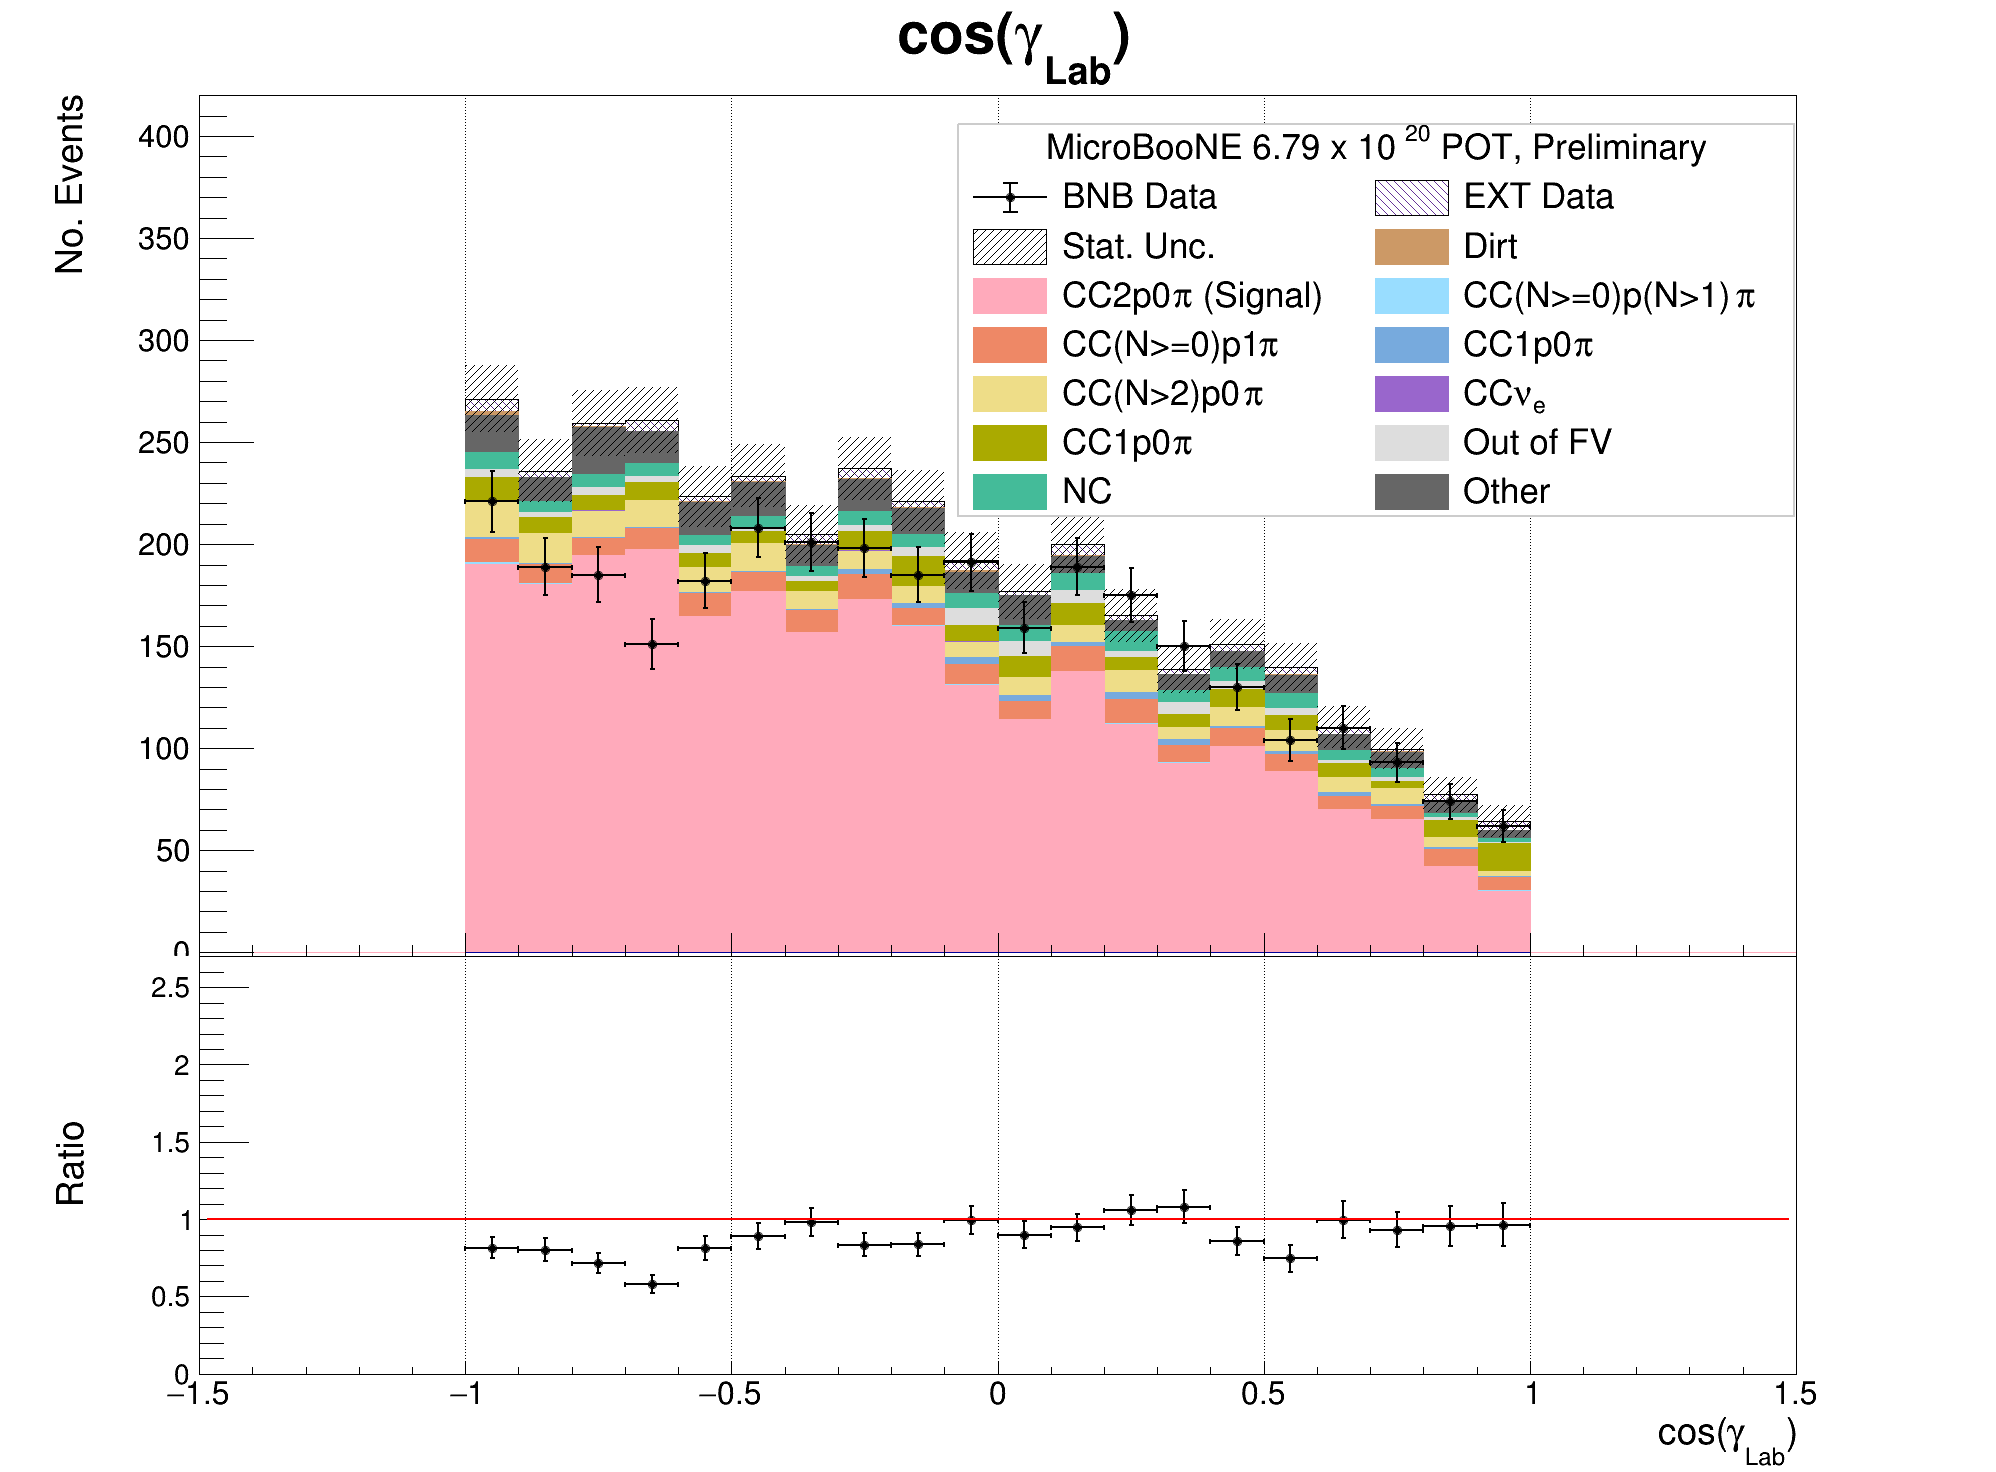 cos(γLab)
No. Events
400
350
300
250
200
150
100
50
0
MicroBooNE 6.79 x 10 20 POT, Preliminary
BNB Data
EXT Data
Stat. Unc.
Dirt
CC2p0π (Signal)
CC(N>=0)p(N>1)π
CC(N>=0)p1π
CC1p0π
CC(N>2)p0π
CCνe
CC1p0π
Out of FV
NC
Other
Ratio
2.5
2
1.5
1
0.5
0
−1.5 −1 −0.5 0 0.5 1 1.5
cos(γLab)